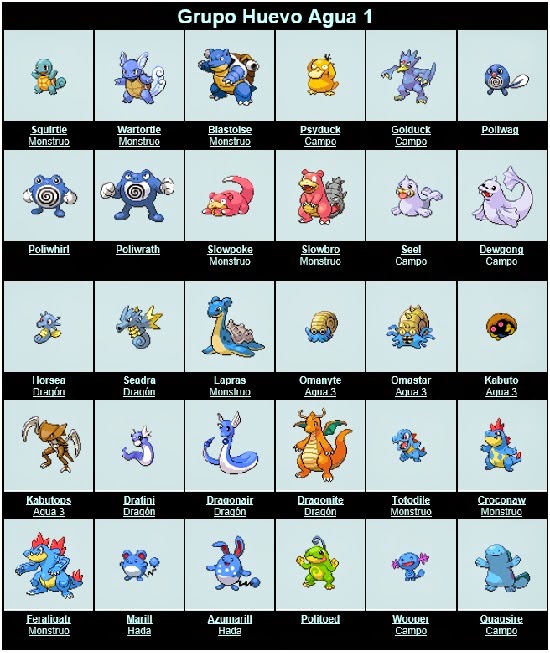 Grupo Huevo Agua 1
Squirtle Wartortle Blastoise Psyduck Golduck Poliwag
Monstruo Monstruo Monstruo Campo Campo
Poliwhirl Poliwrath Slowpoke Slowbro Seel Dewgong
Monstruo Monstruo Campo Campo
Horsea Seadra Lapras Omanyte Omastar Kabuto
Dragón Dragón Monstruo Agua 3 Agua 3 Agua 3
Kabutops Dratini Dragonair Dragonite Totodile Croconaw
Agua 3 Dragón Dragón Dragón Monstruo Monstruo
Feraligatr Marill Azumarill Politoed Wooper Quagsire
Monstruo Hada Hada Campo Campo